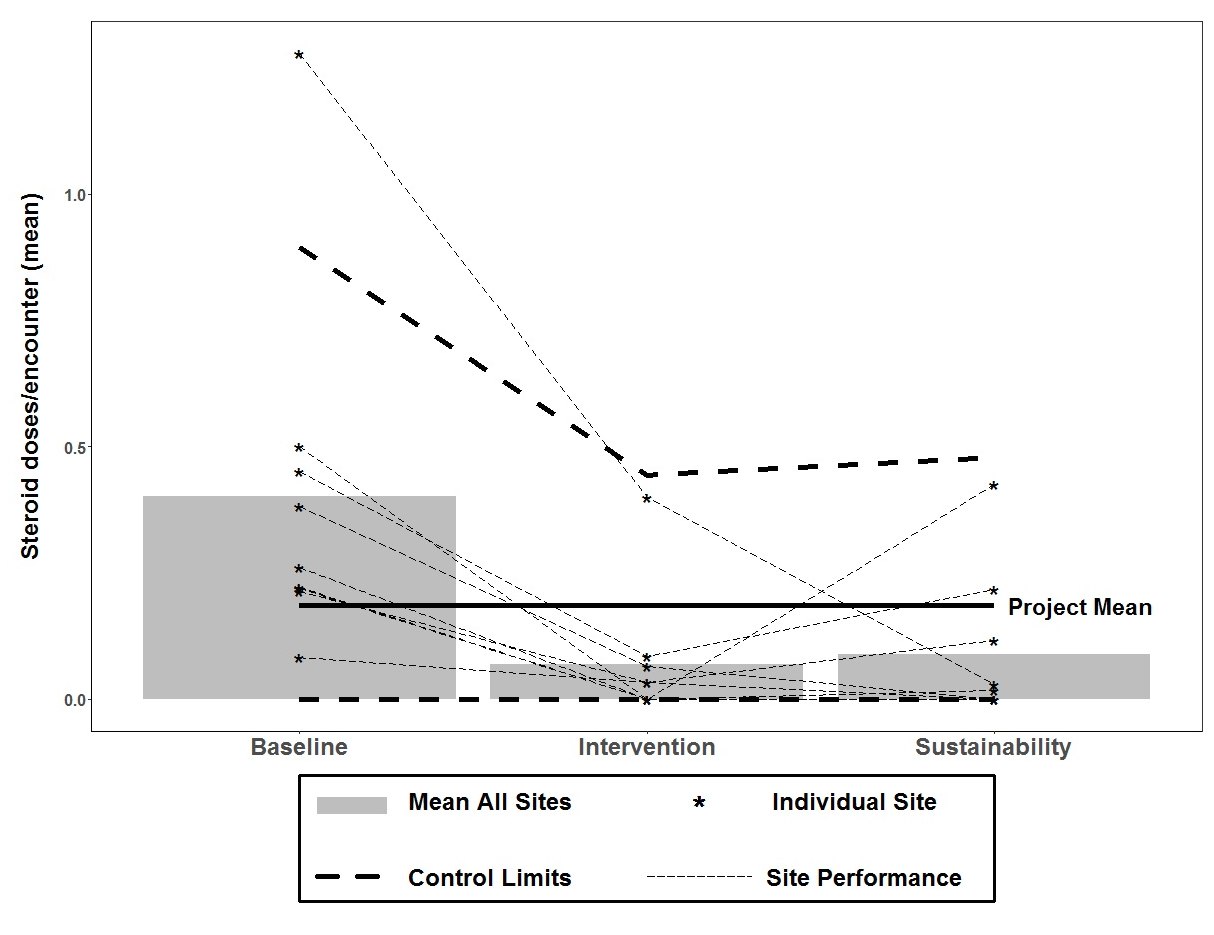 Steroid doses/encounter (mean)
1.0
0.5
0.0
Project Mean
Baseline Intervention Sustainability
Mean All Sites * Individual Site
Control Limits Site Performance